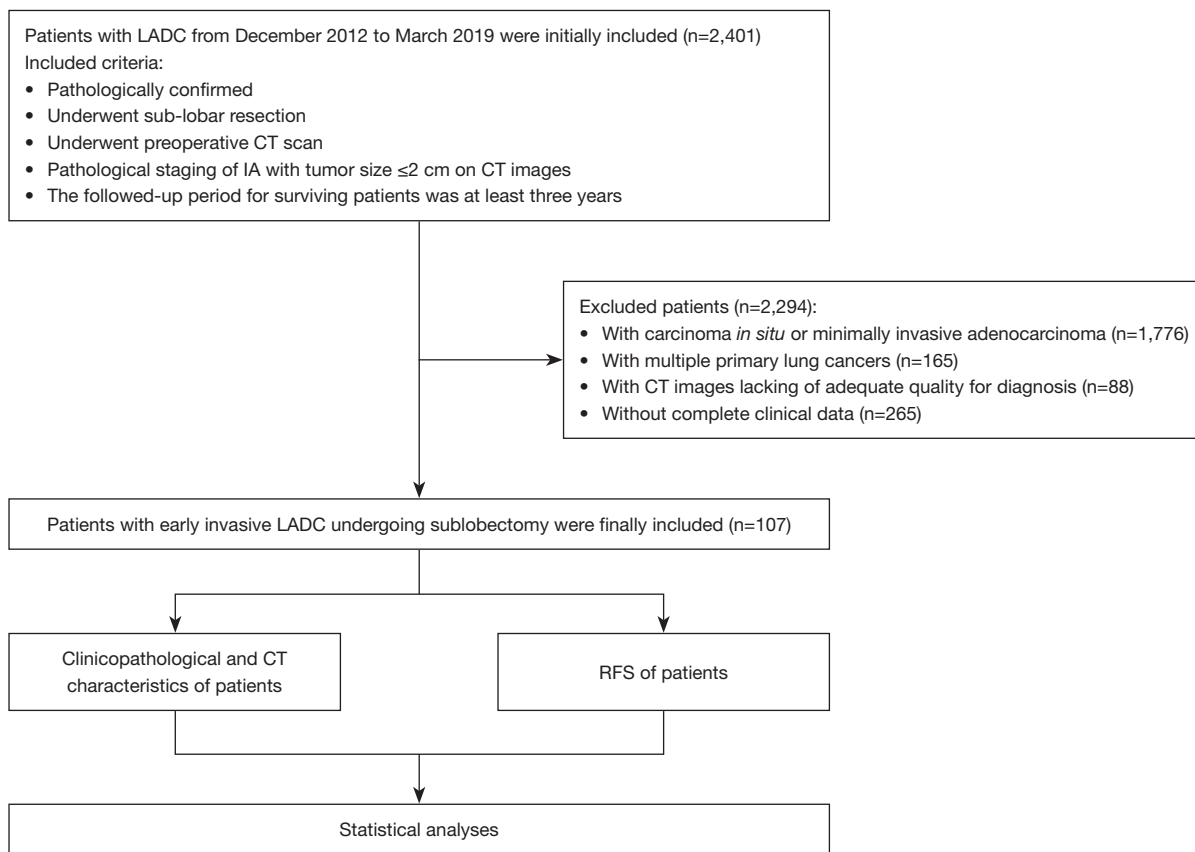 Patients with LADC from December 2012 to March 2019 were initially included (n=2,401)
Included criteria:
• Pathologically confirmed
• Underwent sub-lobar resection
• Underwent preoperative CT scan
• Pathological staging of IA with tumor size ≤2 cm on CT images
• The followed-up period for surviving patients was at least three years
Excluded patients (n=2,294):
• With carcinoma in situ or minimally invasive adenocarcinoma (n=1,776)
• With multiple primary lung cancers (n=165)
• With CT images lacking of adequate quality for diagnosis (n=88)
• Without complete clinical data (n=265)
Patients with early invasive LADC undergoing sublobectomy were finally included (n=107)
Clinicopathological and CT
characteristics of patients
RFS of patients
Statistical analyses